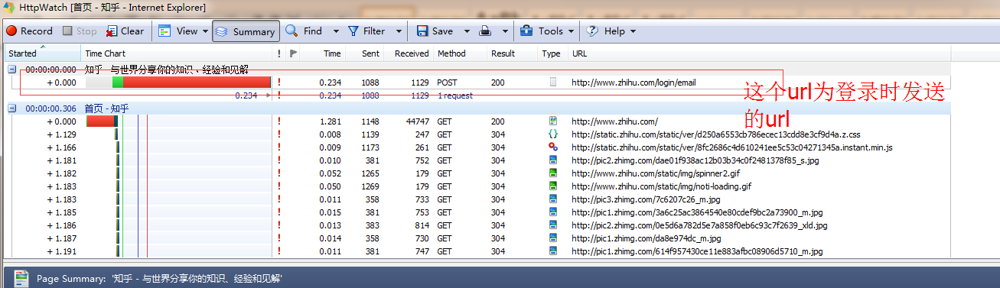 HttpWatch [首页 - 知乎 - Internet Explorer]
Record Stop Clear View Summary Find Filter Save Tools Help
Started Time Chart ! Time Sent Received Method Result Type URL
00:00:00.000 知乎 - 与世界分享你的知识、经验和见解
+ 0.000 ! 0.234 1088 1129 POST 200 http://www.zhihu.com/login/email
0.234 ! 0.234 1088 1129 1 request
这个url为登录时发送
的url
00:00:00.306 首页 - 知乎
+ 0.000 ! 1.281 1148 44747 GET 200 http://www.zhihu.com/
+ 1.129 ! 0.008 1139 247 GET 304 http://static.zhihu.com/static/ver/d250a6553cb786ecec13cdd8e3cf9d4a.z.css
+ 1.166 ! 0.009 1173 261 GET 304 http://static.zhihu.com/static/ver/8fc2686c4d610241ee5c53c04271345a.instant.min.js
+ 1.181 ! 0.010 381 752 GET 304 http://pic2.zhimg.com/dae01f938ac12b03b34c0f2481378f85_s.jpg
+ 1.182 ! 0.052 1265 179 GET 304 http://www.zhihu.com/static/img/spinner2.gif
+ 1.183 ! 0.050 1269 179 GET 304 http://www.zhihu.com/static/img/noti-loading.gif
+ 1.183 ! 0.011 358 733 GET 304 http://pic3.zhimg.com/7c6207c26_m.jpg
+ 1.185 ! 0.015 381 753 GET 304 http://pic1.zhimg.com/3a6c25ac3864540e80cdef9bc2a73900_m.jpg
+ 1.186 ! 0.013 383 814 GET 304 http://pic2.zhimg.com/0e5d6a782d5e7a858f0eb6c93c7f2639_xld.jpg
+ 1.187 ! 0.014 358 730 GET 304 http://pic1.zhimg.com/da8e974dc_m.jpg
+ 1.191 ! 0.011 381 747 GET 304 http://pic1.zhimg.com/614f957430ce11e883afbc08906d5710_m.jpg
Page Summary: '知乎 - 与世界分享你的知识、经验和见解'